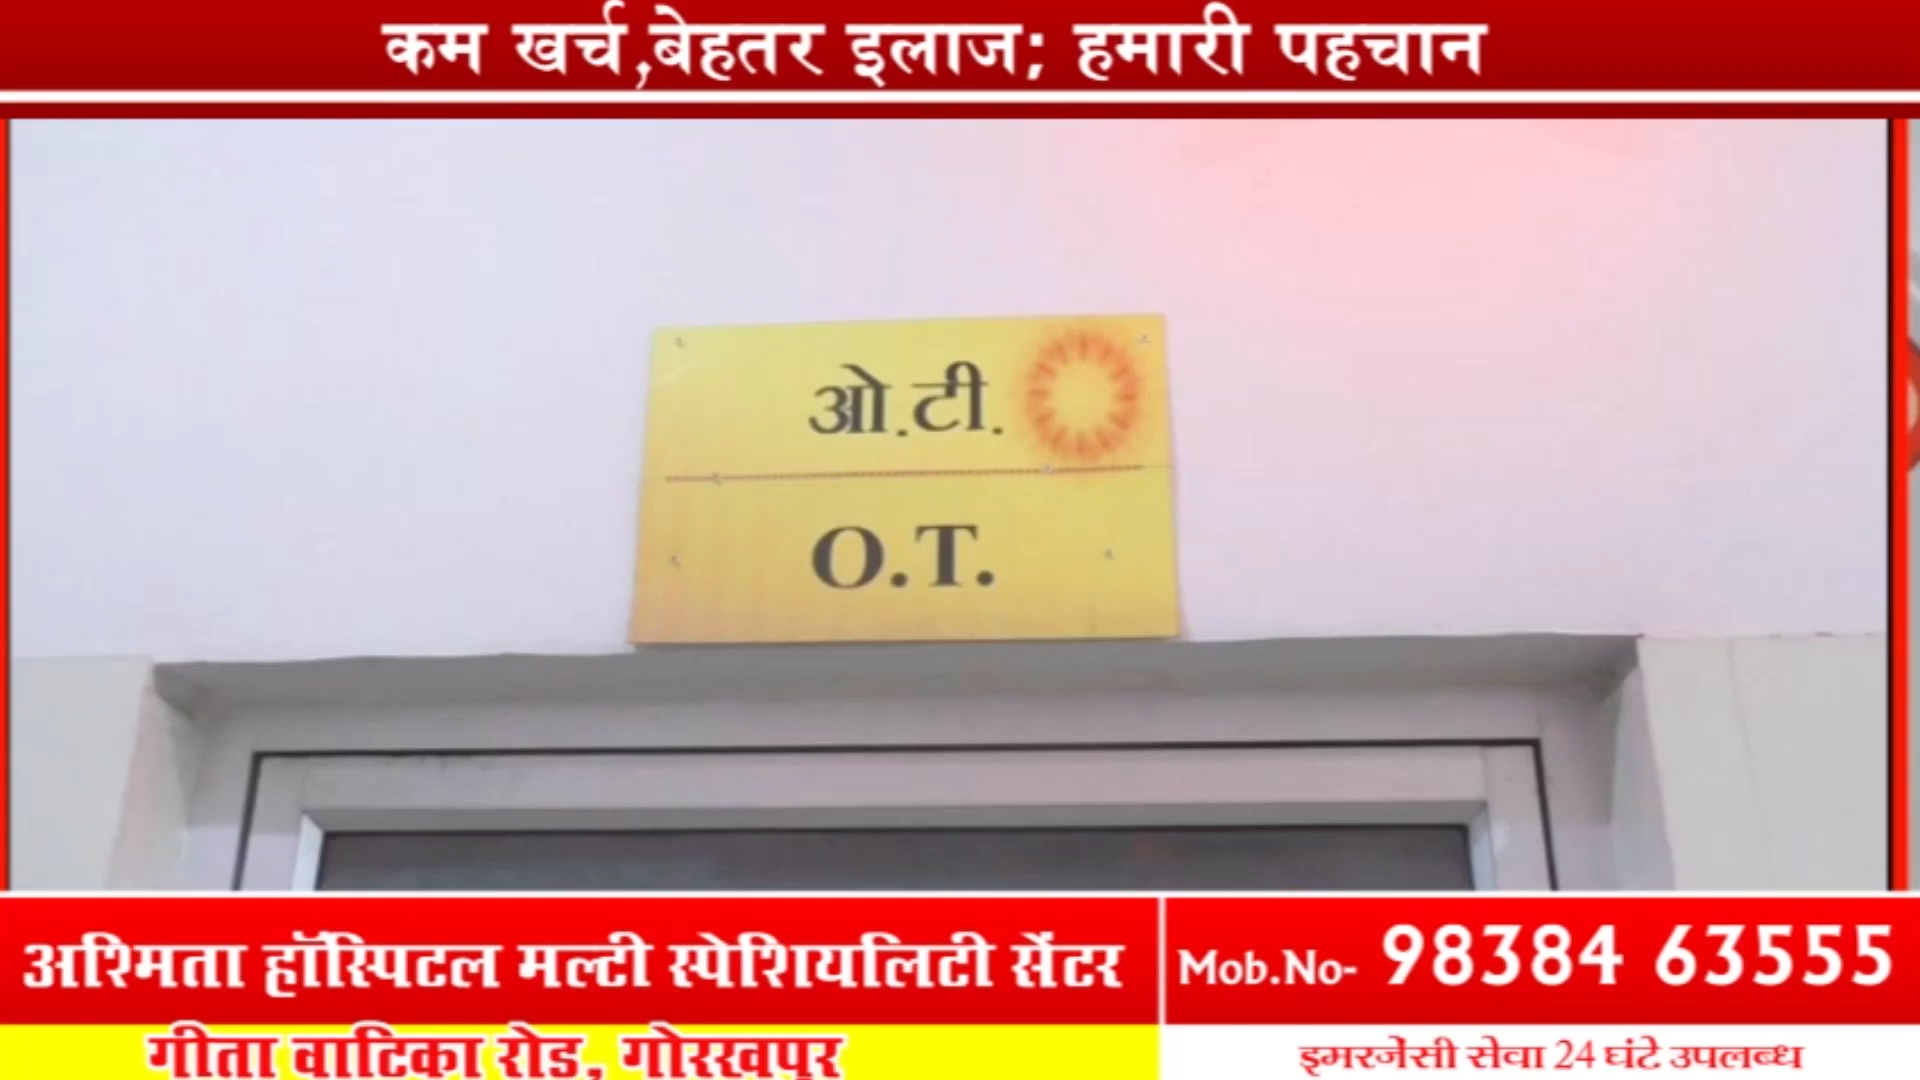 कम खर्च,बेहतर इलाज; हमारी पहचान
ओ.टी.
O.T.
अश्मिता हॉस्पिटल मल्टी स्पेशियलिटी सेंटर
Mob.No- 98384 63555
गीता वाटिका रोड, गोरखपुर
इमरजेंसी सेवा 24 घंटे उपलब्ध